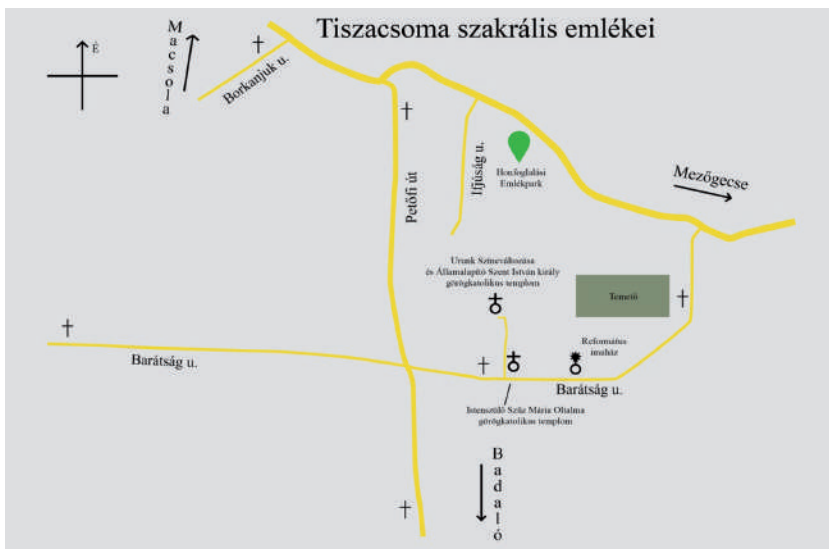 Tiszacsoma szakrális emlékei
É
Macsola
Borkanjuk u.
Petőfi út
Ifjúság u.
Honfoglalási
Emlékpark
Mezőgecse
Urunk Színeváltozása
és Államalapító Szent István király
görögkatolikus templom
Temető
Református
imaház
Barátság u.
Barátság u.
Istenszülő Szűz Mária Oltalma
görögkatolikus templom
Badaló